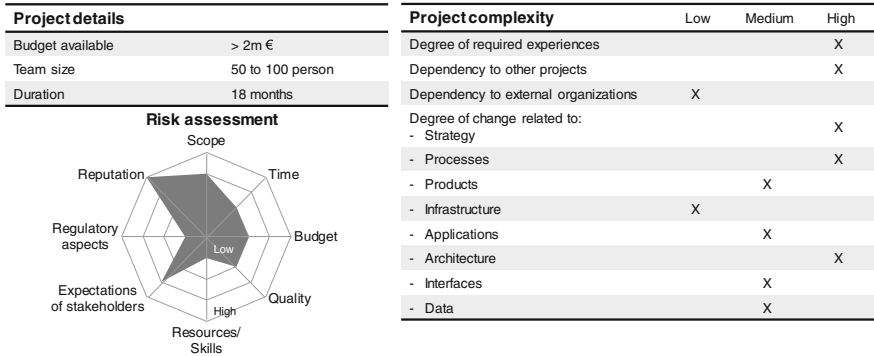 Project details
Budget available > 2m €
Team size 50 to 100 person
Duration 18 months
Risk assessment
Scope
Reputation
Time
Regulatory
aspects
Budget
Low
Expectations
of stakeholders
Quality
High
Resources/
Skills
Project complexity Low Medium High
Degree of required experiences X
Dependency to other projects X
Dependency to external organizations X
Degree of change related to:
- Strategy X
- Processes X
- Products X
- Infrastructure X
- Applications X
- Architecture X
- Interfaces X
- Data X